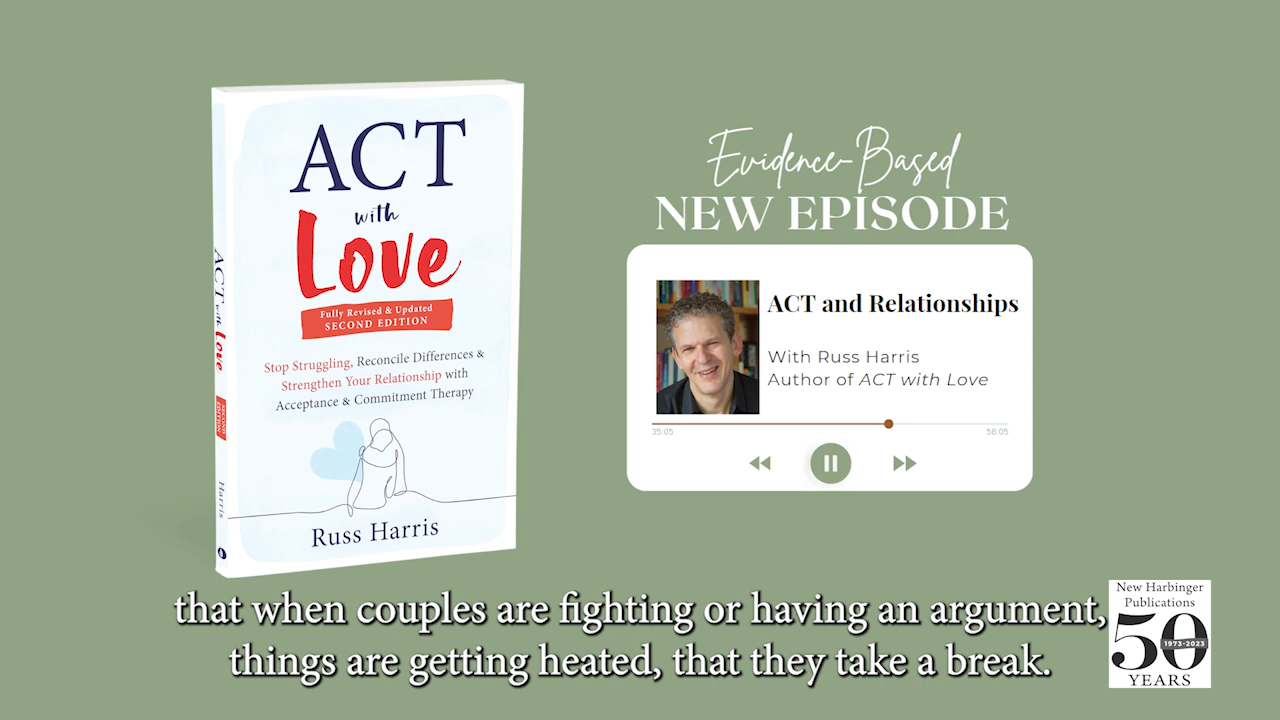 ACT
with
Love
Fully Revised & Updated
SECOND EDITION
Stop Struggling, Reconcile Differences &
Strengthen Your Relationship with
Acceptance & Commitment Therapy
Russ Harris
ACT with Love
SECOND EDITION
Harris
Evidence-Based
NEW EPISODE
ACT and Relationships
With Russ Harris
Author of ACT with Love
35:05
58:05
that when couples are fighting or having an argument,
things are getting heated, that they take a break.
New Harbinger
Publications
50
1973-2023
YEARS